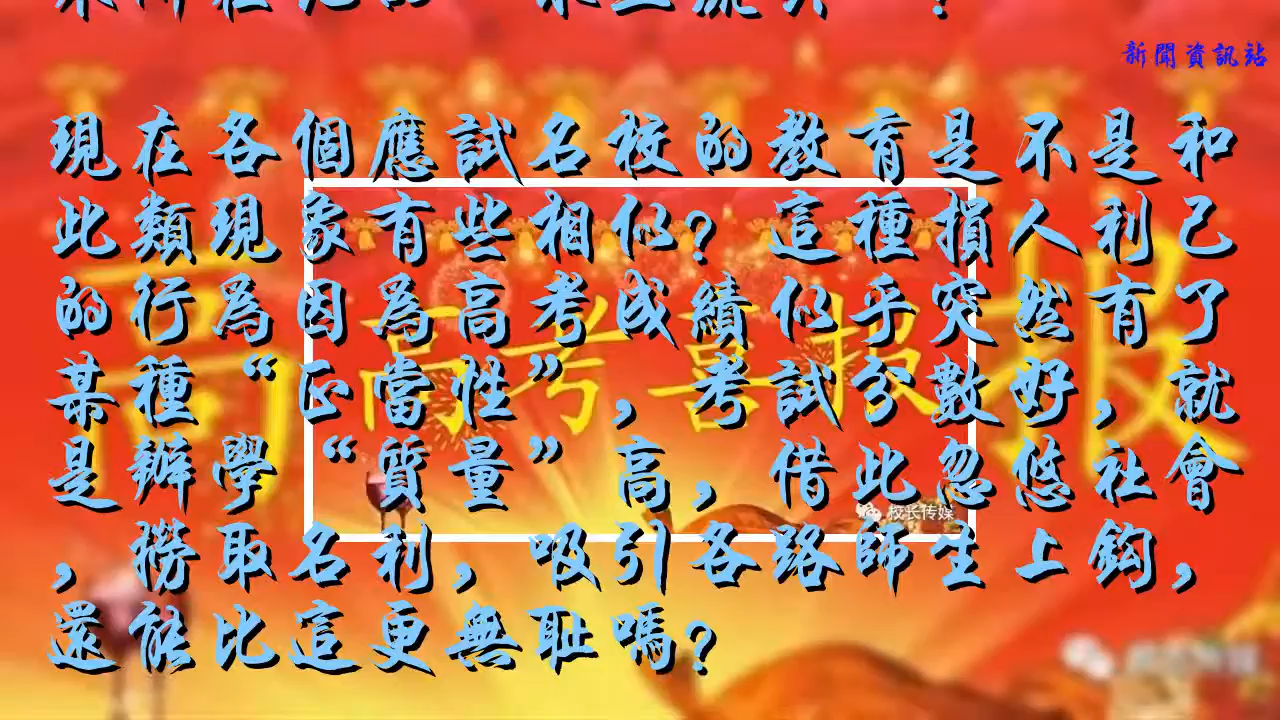 新聞資訊站
現在各個應試名校的教育是不是和
此類現象有些相似？這種損人利己
的行為因為高考成績似乎突然有了
某種“正當性”，考試分數好，就
是辦學“質量”高，借此忽悠社會
，撈取名利，吸引各路師生上鈎，
還能比這更無恥嗎？
高考喜报
校长传媒